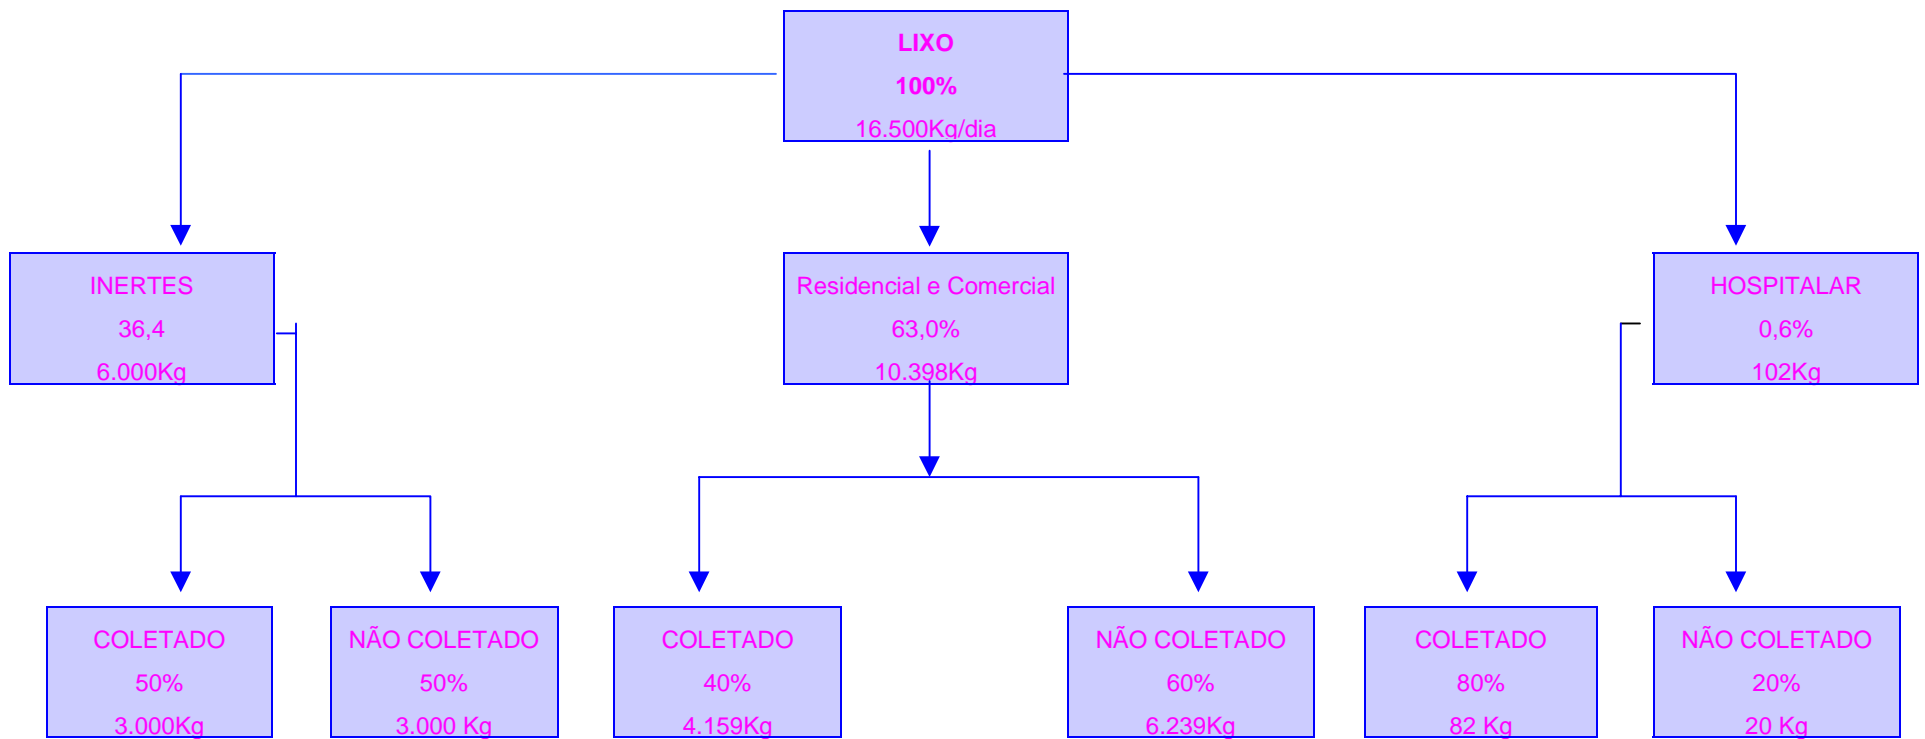 LIXO
100%
16.500Kg/dia
INERTES
36,4
6.000Kg
Residencial e Comercial
63,0%
10.398Kg
HOSPITALAR
0,6%
102Kg
COLETADO
50%
3.000Kg
NÃO COLETADO
50%
3.000 Kg
COLETADO
40%
4.159Kg
NÃO COLETADO
60%
6.239Kg
COLETADO
80%
82 Kg
NÃO COLETADO
20%
20 Kg